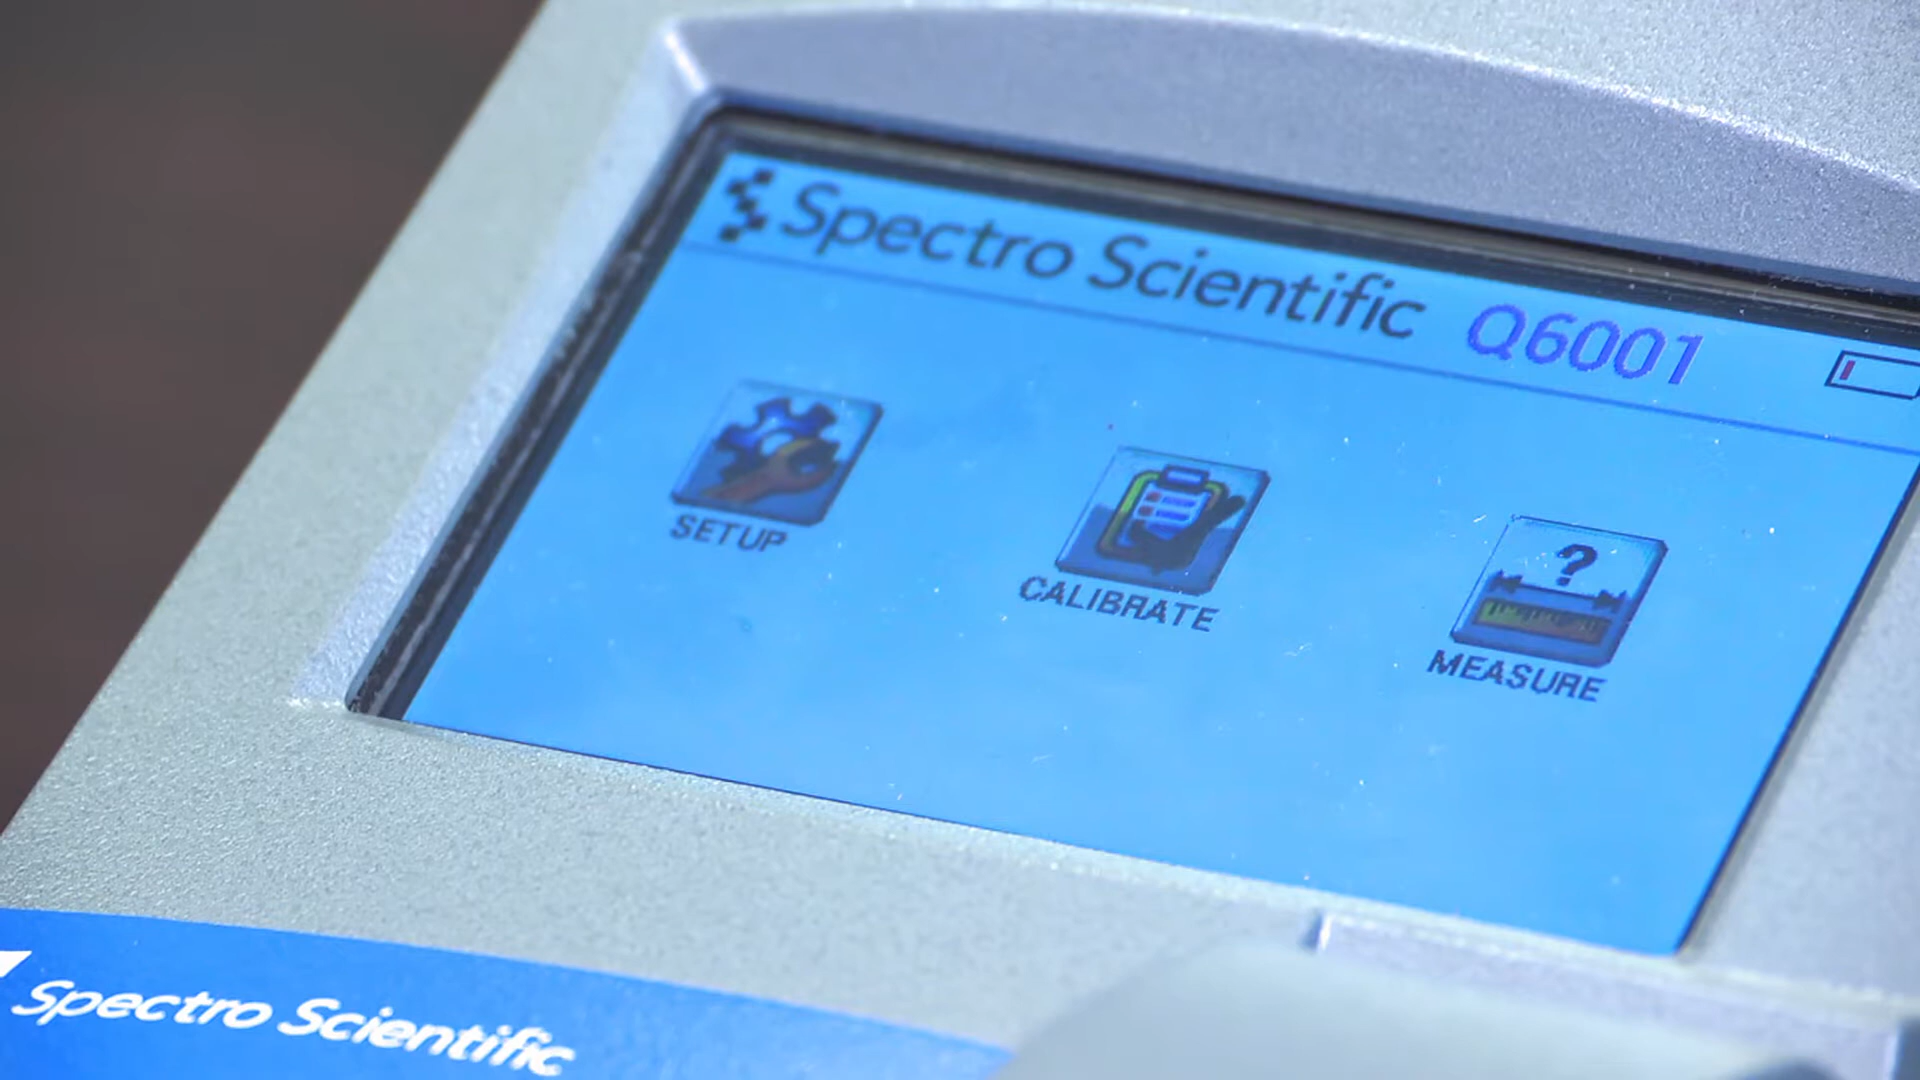 Spectro Scientific Q6001
SETUP
CALIBRATE
?
MEASURE
Spectro Scientific